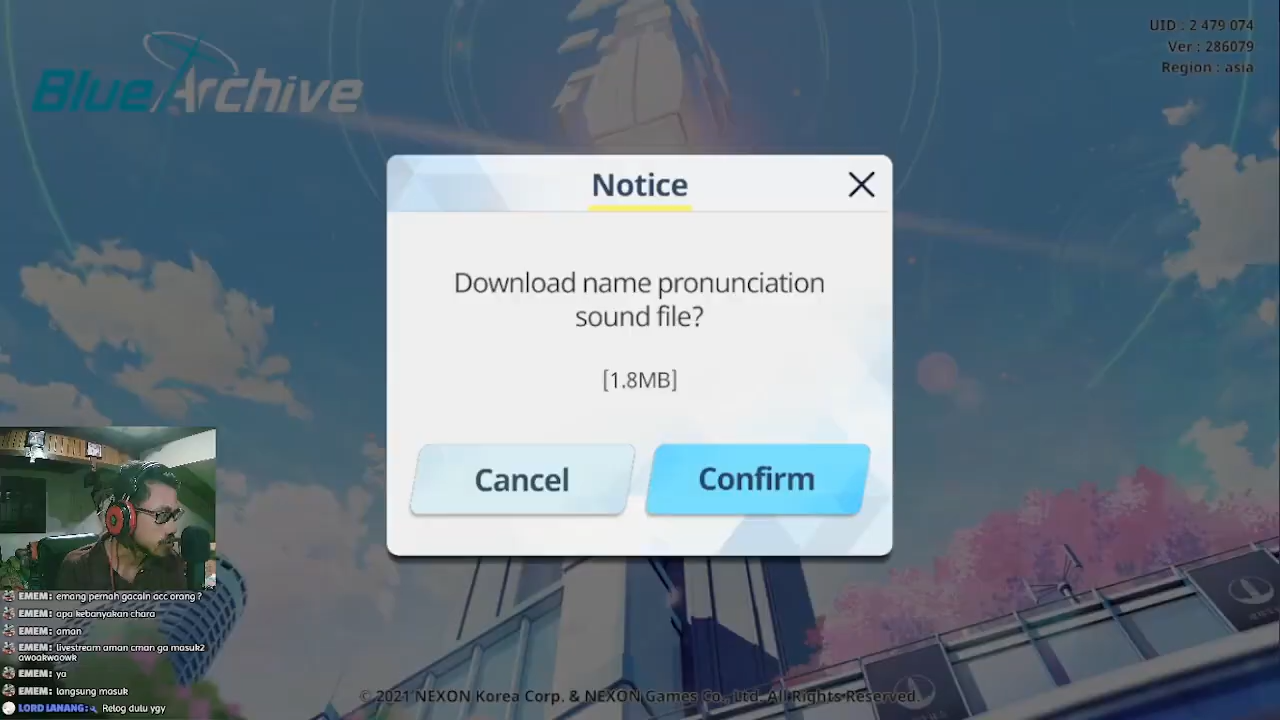 Blue Archive
UID : 2 479 074
Ver : 286079
Region : asia
Notice
Download name pronunciation
sound file?
[1.8MB]
Cancel
Confirm
EMEM: emang pernah gacain acc orang ?
EMEM: apa kebanyakan chara
EMEM: aman
EMEM: livestream aman cman ga masuk2
awoakwaowk
EMEM: ya
EMEM: langsung masuk
LORD LANANG: Relog dulu ygy
© 2021 NEXON Korea Corp. & NEXON Games Co., Ltd. All Rights Reserved.